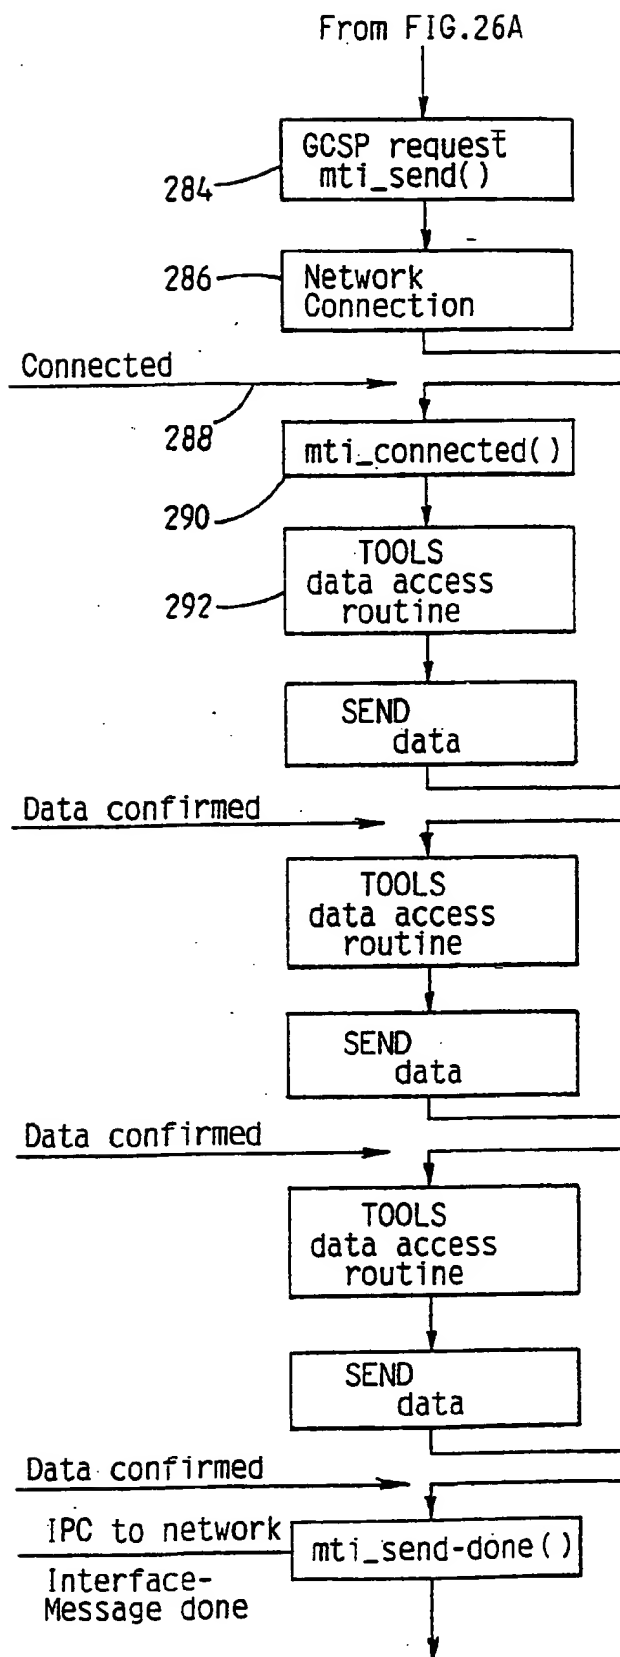 From FIG.26A
GCSP request
mti_send()
284
286
Network
Connection
Connected
288
mti_connected()
290
TOOLS
data access
routine
292
SEND
data
Data confirmed
TOOLS
data access
routine
SEND
data
Data confirmed
TOOLS
data access
routine
SEND
data
Data confirmed
IPC to network
mti_send-done()
Interface-
Message done